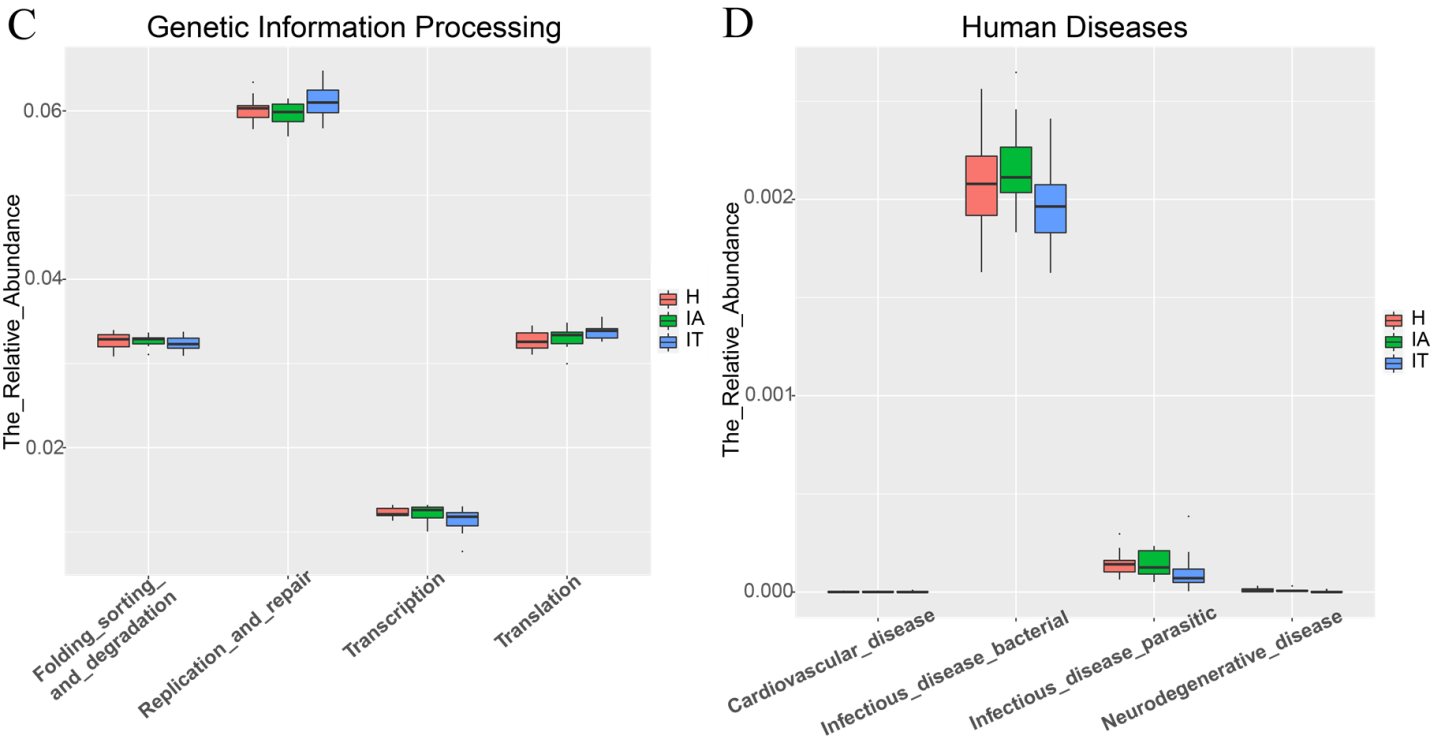 C
Genetic Information Processing
The_Relative_Abundance
0.06
0.04
0.02
Folding_sorting_
and_degradation
Replication_and_repair
Transcription
Translation
H
IA
IT
D
Human Diseases
The_Relative_Abundance
0.002
0.001
0.000
Cardiovascular_disease
Infectious_disease_bacterial
Infectious_disease_parasitic
Neurodegenerative_disease
H
IA
IT